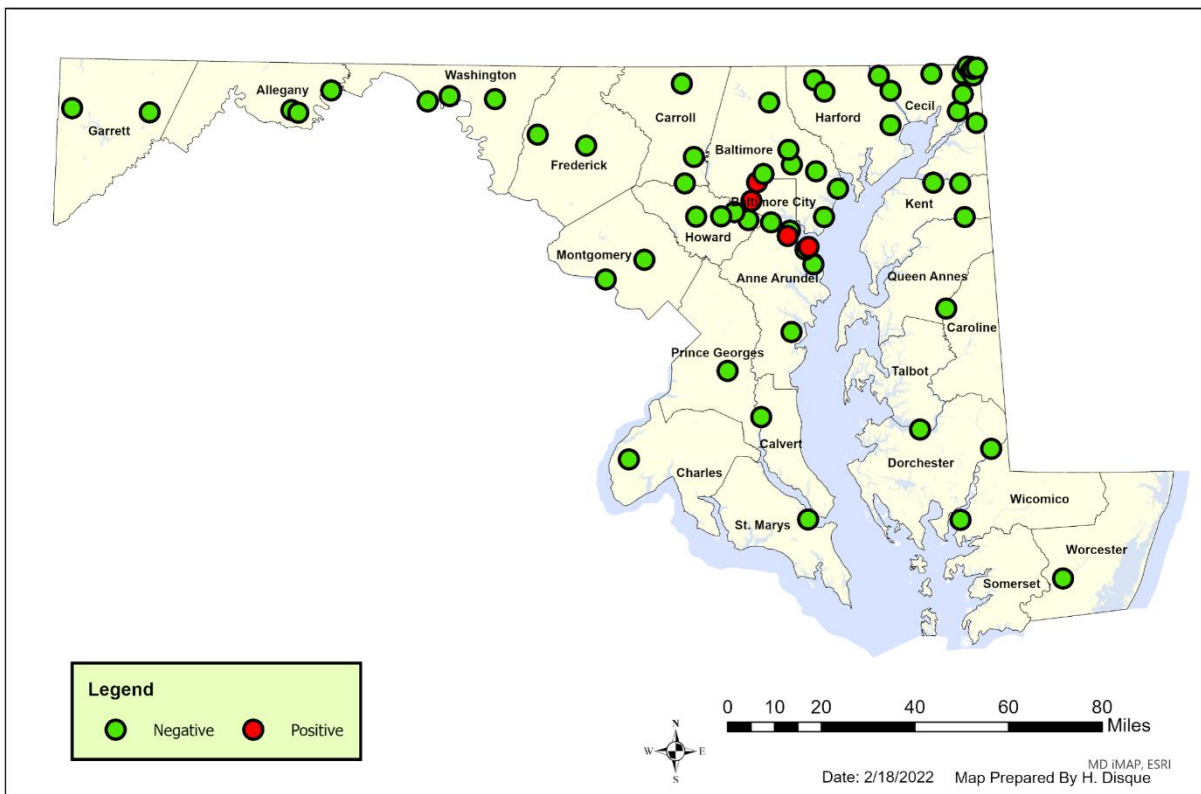 Washington
Allegany
Garrett
Carroll
Harford
Cecil
Frederick
Baltimore
Baltimore City
Kent
Howard
Montgomery
Anne Arundel
Queen Annes
Caroline
Prince Georges
Talbot
Calvert
Charles
Dorchester
Wicomico
St. Marys
Worcester
Somerset
Legend
Negative Positive
0 10 20 40 60 80
Miles
N
W E
S
MD iMAP, ESRI
Date: 2/18/2022 Map Prepared By H. Disque